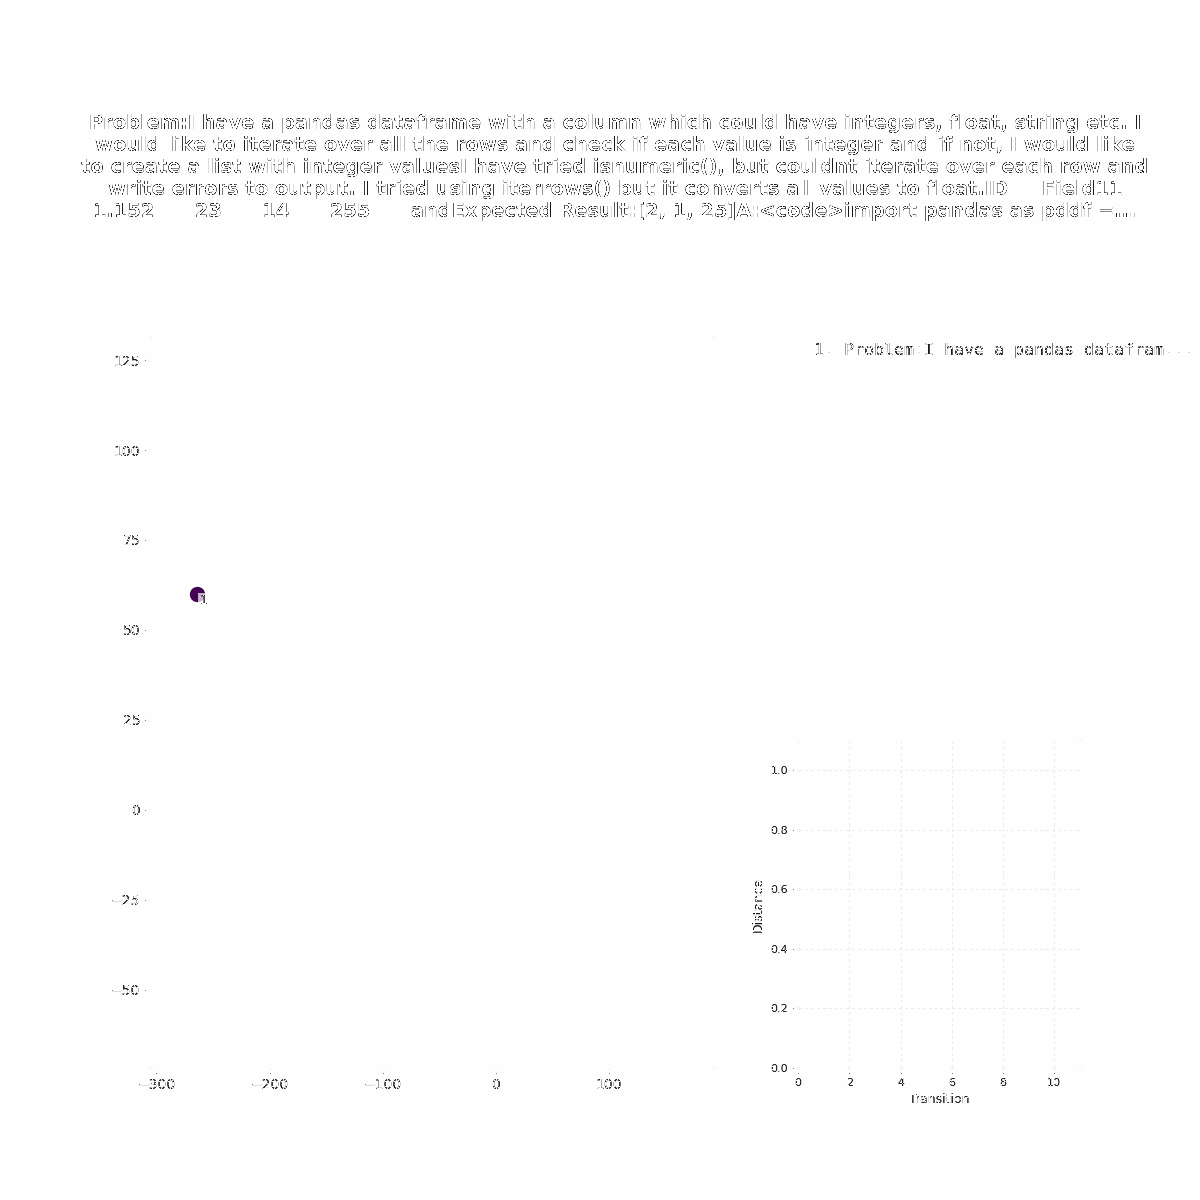 Problem:I have a pandas dataframe with a column which could have integers, float, string etc. I
would like to iterate over all the rows and check if each value is integer and if not, I would like
to create a list with integer valuesI have tried isnumeric(), but couldnt iterate over each row and
write errors to output. I tried using iterrows() but it converts all values to float.ID Field11
1.152 23 14 255 andExpected Result:[2, 1, 25]A:<code>import pandas as pddf =....
1. Problem:I have a pandas datafram...
125
100
75
50
25
0
−25
−50
−300 −200 −100 0 100
1
1.0
0.8
0.6
0.4
0.2
0.0
Distance
0 2 4 6 8 10
Transition